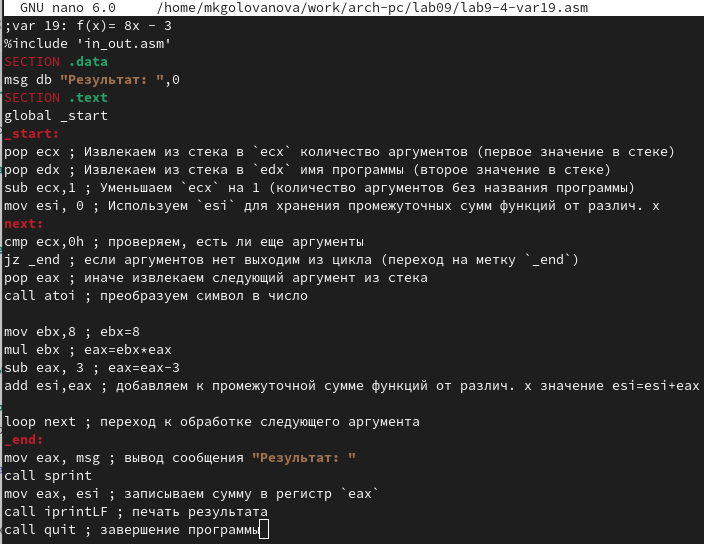 GNU nano 6.0 /home/mkgolovanova/work/arch-pc/lab09/lab9-4-var19.asm
;var 19: f(x)= 8x - 3
%include 'in_out.asm'
SECTION .data
msg db "Результат: ",0
SECTION .text
global _start
_start:
pop ecx ; Извлекаем из стека в `ecx` количество аргументов (первое значение в стеке)
pop edx ; Извлекаем из стека в `edx` имя программы (второе значение в стеке)
sub ecx,1 ; Уменьшаем `ecx` на 1 (количество аргументов без названия программы)
mov esi, 0 ; Используем `esi` для хранения промежуточных сумм функций от различ. x
next:
cmp ecx,0h ; проверяем, есть ли еще аргументы
jz _end ; если аргументов нет выходим из цикла (переход на метку `_end`)
pop eax ; иначе извлекаем следующий аргумент из стека
call atoi ; преобразуем символ в число
mov ebx,8 ; ebx=8
mul ebx ; eax=ebx*eax
sub eax, 3 ; eax=eax-3
add esi,eax ; добавляем к промежуточной сумме функций от различ. x значение esi=esi+eax
loop next ; переход к обработке следующего аргумента
_end:
mov eax, msg ; вывод сообщения "Результат: "
call sprint
mov eax, esi ; записываем сумму в регистр `eax`
call iprintLF ; печать результата
call quit ; завершение программы